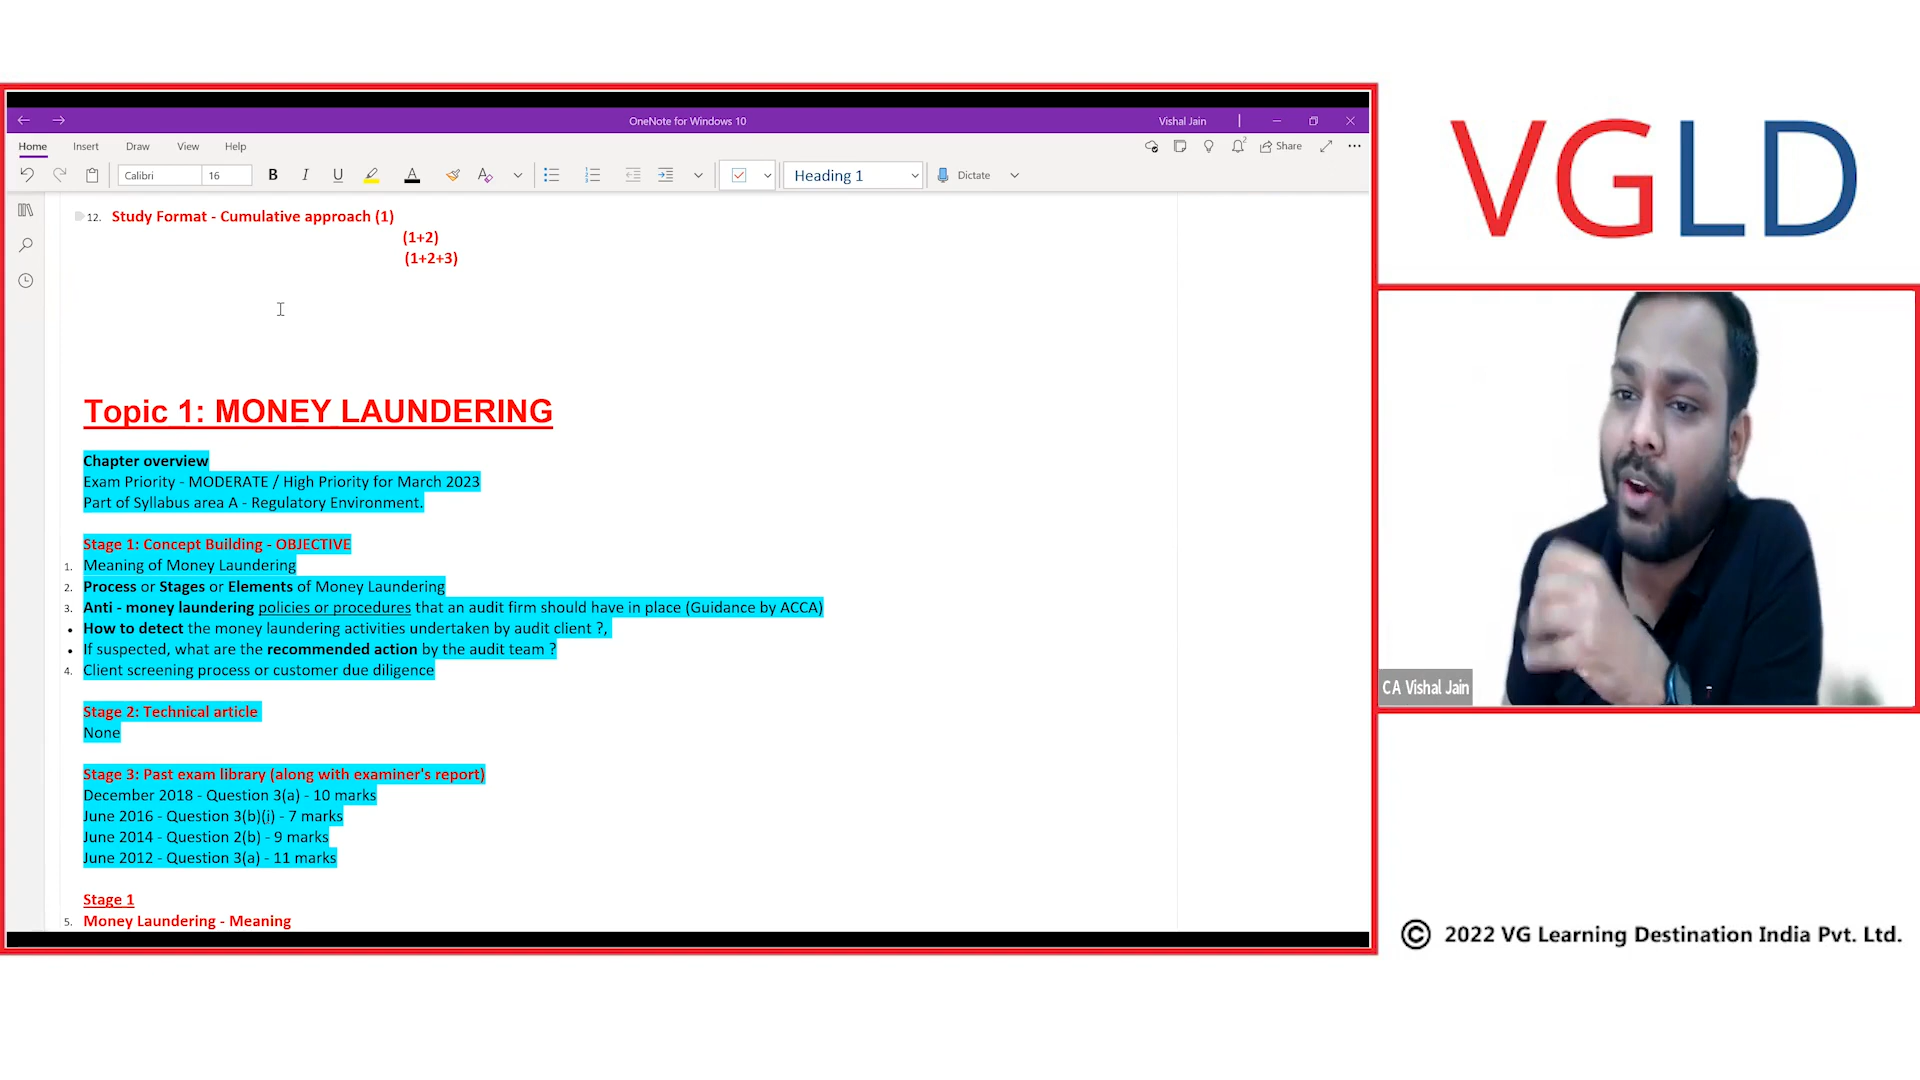 OneNote for Windows 10
Vishal Jain
Home
Insert
Draw
View
Help
2
Share
Calibri
16
B
I
U
A
Heading 1
Dictate
12. Study Format - Cumulative approach (1)
(1+2)
(1+2+3)
Topic 1: MONEY LAUNDERING
Chapter overview
Exam Priority - MODERATE / High Priority for March 2023
Part of Syllabus area A - Regulatory Environment.
Stage 1: Concept Building - OBJECTIVE
1. Meaning of Money Laundering
2. Process or Stages or Elements of Money Laundering
3. Anti - money laundering policies or procedures that an audit firm should have in place (Guidance by ACCA)
• How to detect the money laundering activities undertaken by audit client ?,
• If suspected, what are the recommended action by the audit team ?
4. Client screening process or customer due diligence
Stage 2: Technical article
None
Stage 3: Past exam library (along with examiner's report)
December 2018 - Question 3(a) - 10 marks
June 2016 - Question 3(b)(i) - 7 marks
June 2014 - Question 2(b) - 9 marks
June 2012 - Question 3(a) - 11 marks
Stage 1
5. Money Laundering - Meaning
VGLD
CA Vishal Jain
© 2022 VG Learning Destination India Pvt. Ltd.